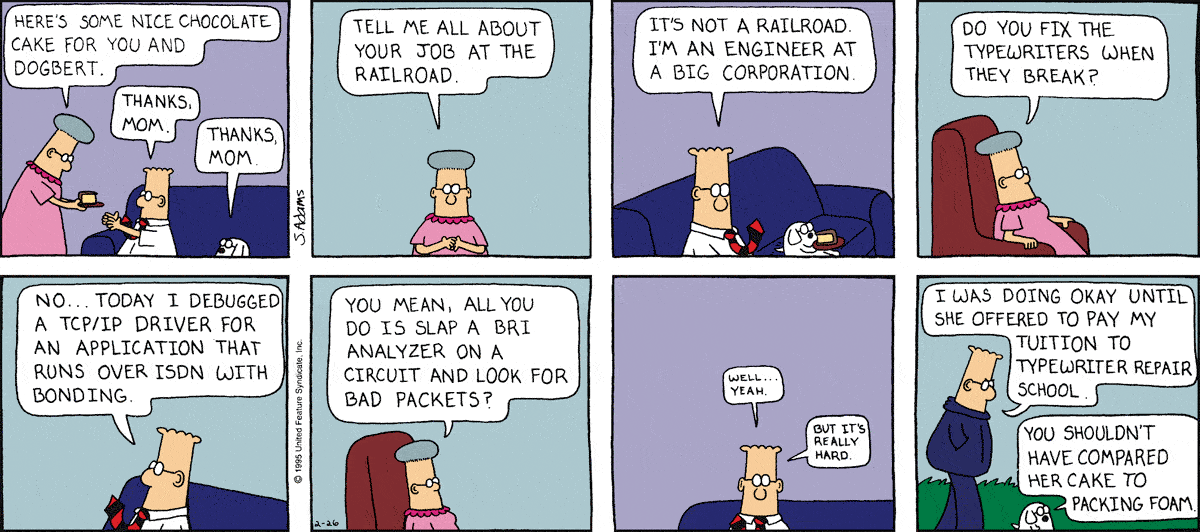 HERE'S SOME NICE CHOCOLATE
CAKE FOR YOU AND
DOGBERT.
THANKS,
MOM.
THANKS,
MOM.
S. Adams
TELL ME ALL ABOUT
YOUR JOB AT THE
RAILROAD.
IT'S NOT A RAILROAD.
I'M AN ENGINEER AT
A BIG CORPORATION.
DO YOU FIX THE
TYPEWRITERS WHEN
THEY BREAK?
NO... TODAY I DEBUGGED
A TCP/IP DRIVER FOR
AN APPLICATION THAT
RUNS OVER ISDN WITH
BONDING.
© 1995 United Feature Syndicate, Inc.
YOU MEAN, ALL YOU
DO IS SLAP A BRI
ANALYZER ON A
CIRCUIT AND LOOK FOR
BAD PACKETS?
2-26
WELL...
YEAH.
BUT IT'S
REALLY
HARD.
I WAS DOING OKAY UNTIL
SHE OFFERED TO PAY MY
TUITION TO
TYPEWRITER REPAIR
SCHOOL.
YOU SHOULDN'T
HAVE COMPARED
HER CAKE TO
PACKING FOAM